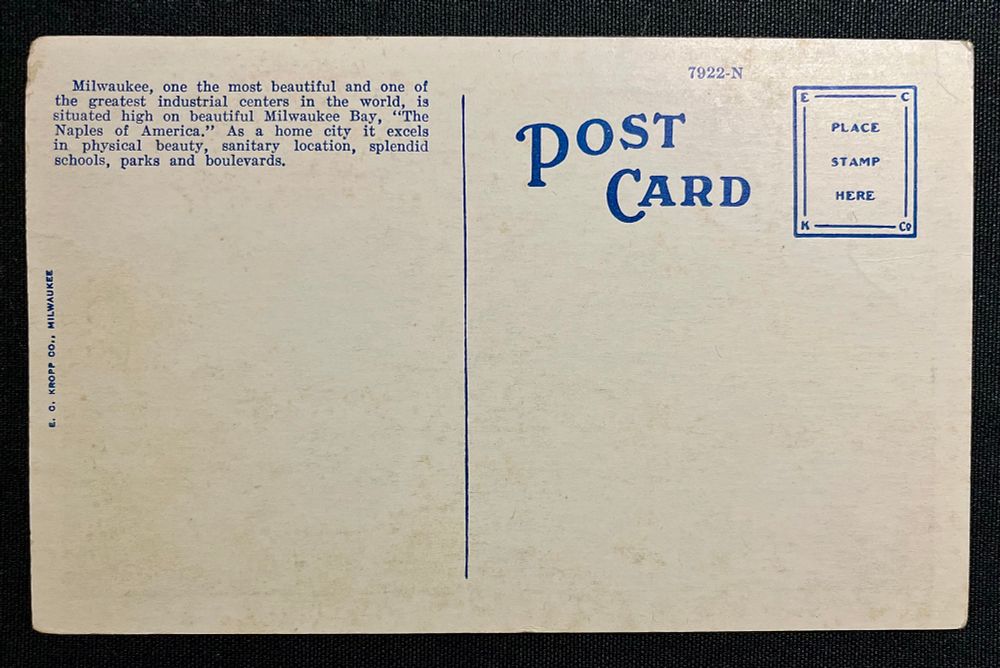 Milwaukee, one the most beautiful and one of
the greatest industrial centers in the world, is
situated high on beautiful Milwaukee Bay, “The
Naples of America.” As a home city it excels
in physical beauty, sanitary location, splendid
schools, parks and boulevards.
E. C. KROPP CO., MILWAUKEE
7922-N
POST
CARD
E C
PLACE
STAMP
HERE
K Co